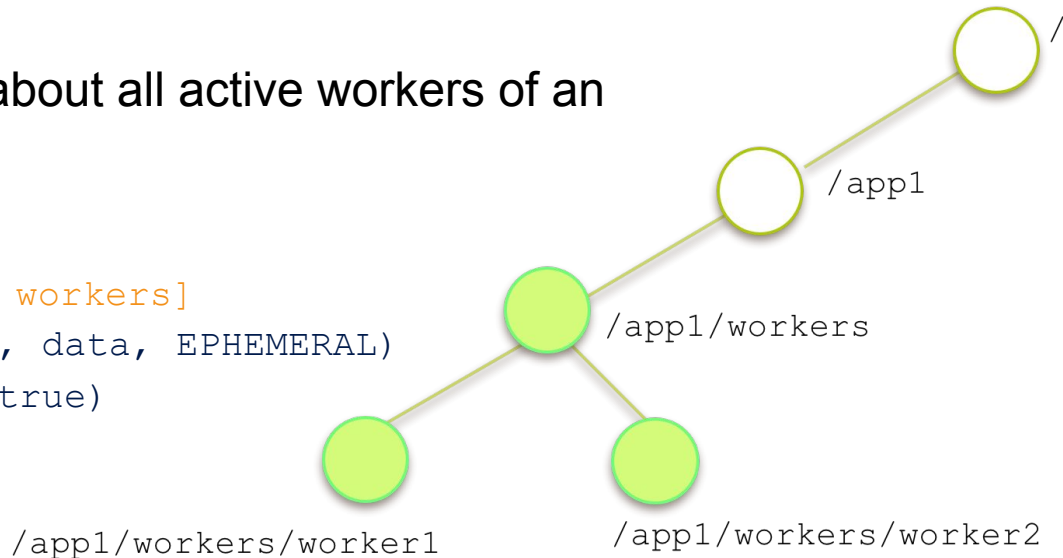 /
about all active workers of an
/app1
workers]
/app1/workers
, data, EPHEMERAL)
true)
/app1/workers/worker1
/app1/workers/worker2